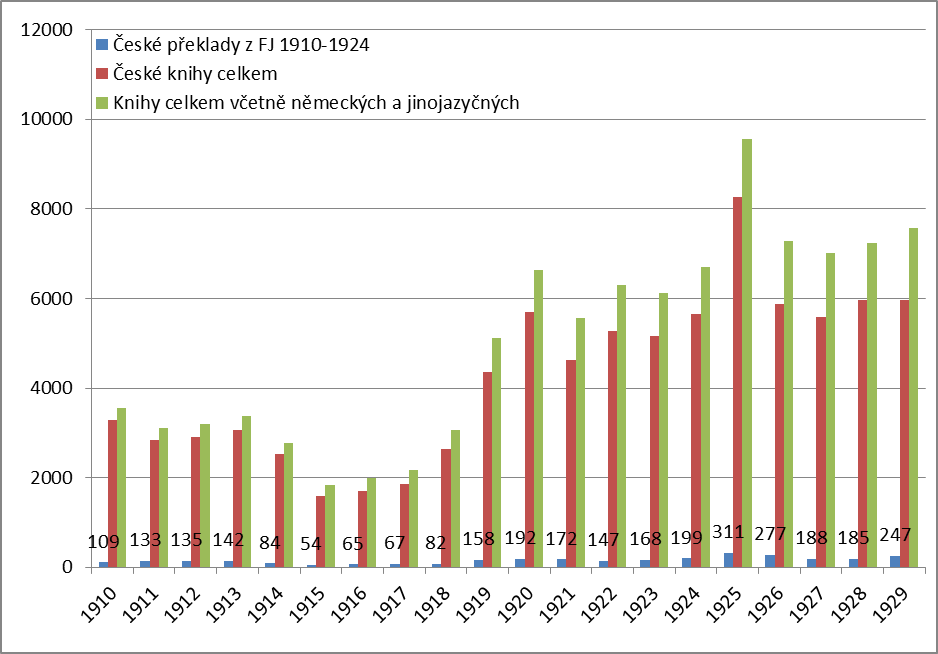 12000
České překlady z FJ 1910-1924
České knihy celkem
Knihy celkem včetně německých a jinojazyčných
10000
8000
6000
4000
2000
109 133 135 142 84 54 65 67 82 158 192 172 147 168 199 311 277 188 185 247
0
1910 1911 1912 1913 1914 1915 1916 1917 1918 1919 1920 1921 1922 1923 1924 1925 1926 1927 1928 1929